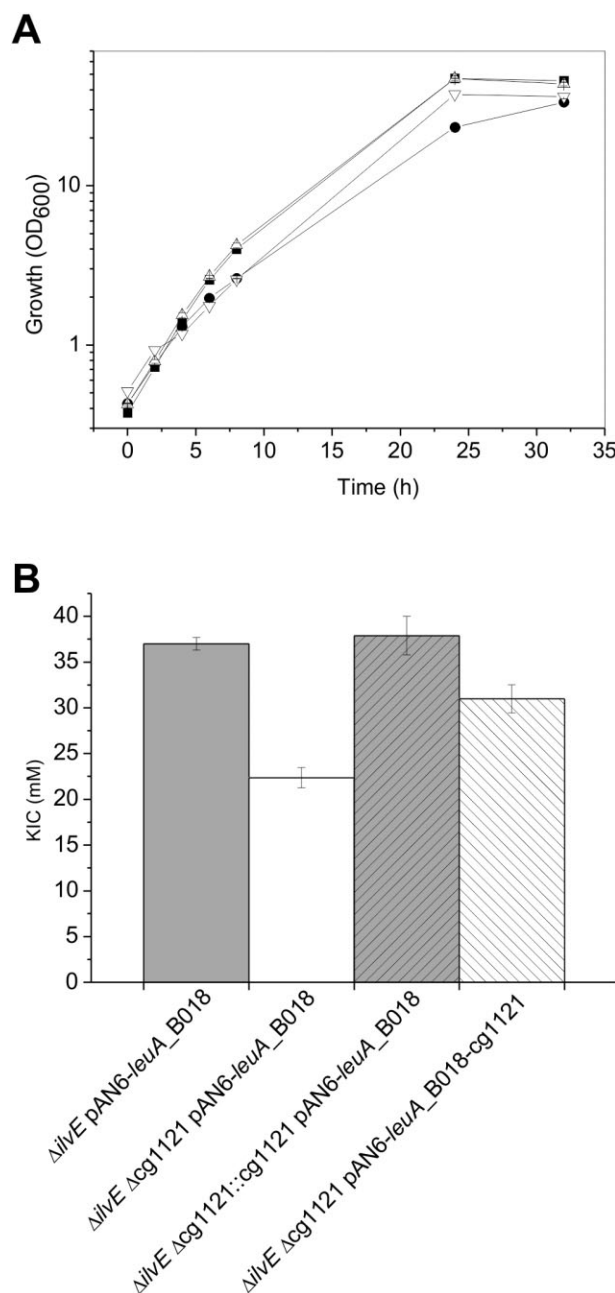 A
Growth (OD600)
10
1
0 5 10 15 20 25 30 35
Time (h)
B
KIC (mM)
40
35
30
25
20
15
10
5
0
ΔilvE pAN6-leuA_B018
ΔilvE Δcg1121 pAN6-leuA_B018
ΔilvE Δcg1121::cg1121 pAN6-leuA_B018
ΔilvE Δcg1121 pAN6-leuA_B018-cg1121